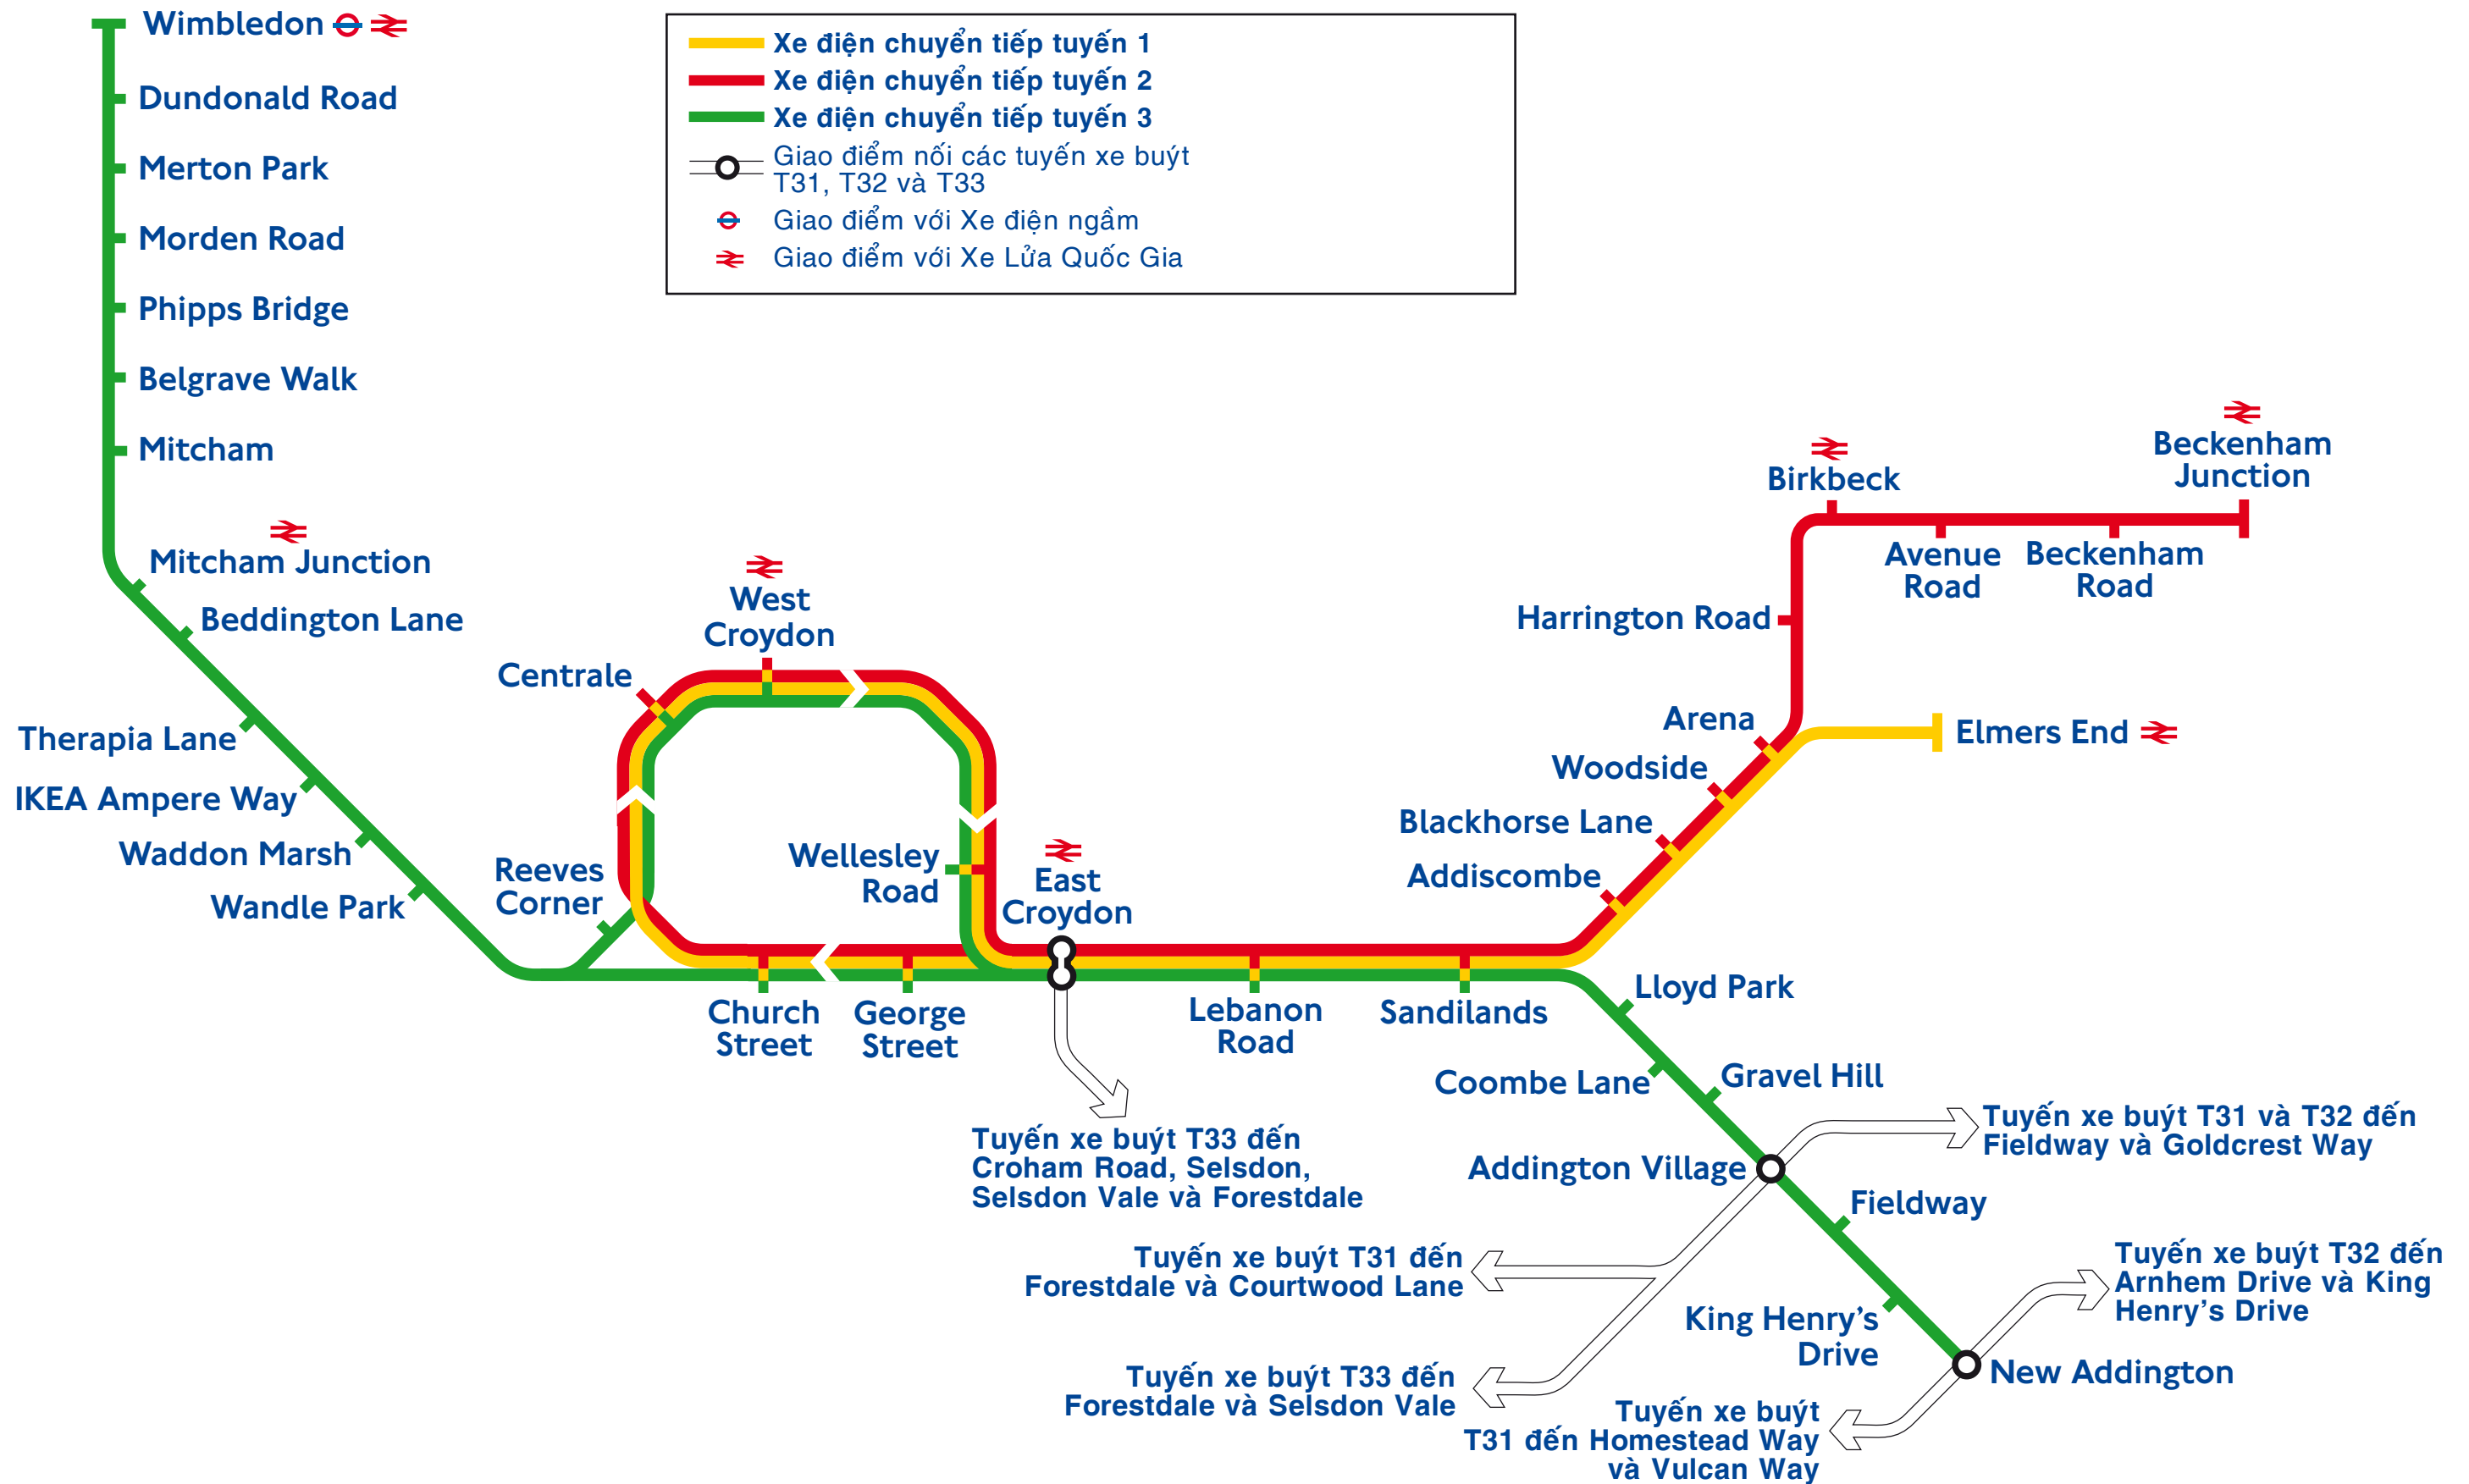 Wimbledon
Dundonald Road
Merton Park
Morden Road
Phipps Bridge
Belgrave Walk
Mitcham
Mitcham Junction
Beddington Lane
Therapia Lane
IKEA Ampere Way
Waddon Marsh
Wandle Park
Xe điện chuyển tiếp tuyến 1
Xe điện chuyển tiếp tuyến 2
Xe điện chuyển tiếp tuyến 3
Giao điểm nối các tuyến xe buýt
T31, T32 và T33
Giao điểm với Xe điện ngầm
Giao điểm với Xe Lửa Quốc Gia
Reeves
Corner
Centrale
West
Croydon
Wellesley
Road
East
Croydon
Church
Street
George
Street
Lebanon
Road
Sandilands
Addiscombe
Blackhorse Lane
Woodside
Arena
Elmers End
Harrington Road
Birkbeck
Avenue
Road
Beckenham
Road
Beckenham
Junction
Lloyd Park
Coombe Lane
Gravel Hill
Addington Village
Fieldway
King Henry’s
Drive
New Addington
Tuyến xe buýt T33 đến
Croham Road, Selsdon,
Selsdon Vale và Forestdale
Tuyến xe buýt T31 và T32 đến
Fieldway và Goldcrest Way
Tuyến xe buýt T31 đến
Forestdale và Courtwood Lane
Tuyến xe buýt T33 đến
Forestdale và Selsdon Vale
Tuyến xe buýt T32 đến
Arnhem Drive và King
Henry’s Drive
Tuyến xe buýt
T31 đến Homestead Way
và Vulcan Way